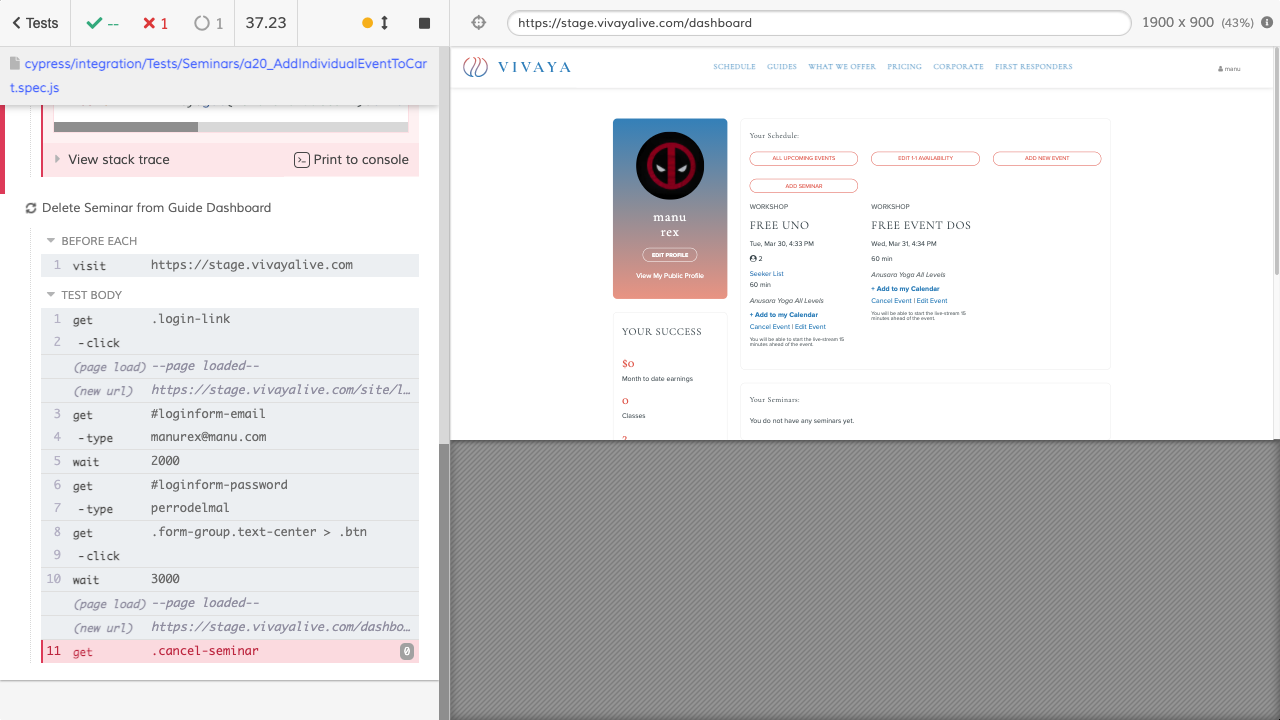 Tests
--
1
1
37.23
https://stage.vivayalive.com/dashboard
1900 x 900 (43%)
cypress/integration/Tests/Seminars/a20_AddIndividualEventToCar
t.spec.js
View stack trace
Print to console
Delete Seminar from Guide Dashboard
BEFORE EACH
1 visit https://stage.vivayalive.com
TEST BODY
1 get .login-link
2 -click
(page load) --page loaded--
(new url) https://stage.vivayalive.com/site/l…
3 get #loginform-email
4 -type manurex@manu.com
5 wait 2000
6 get #loginform-password
7 -type perrodelmal
8 get .form-group.text-center > .btn
9 -click
10 wait 3000
(page load) --page loaded--
(new url) https://stage.vivayalive.com/dashbo…
11 get .cancel-seminar 0
VIVAYA
SCHEDULE GUIDES WHAT WE OFFER PRICING CORPORATE FIRST RESPONDERS
manu
manu
rex
EDIT PROFILE
View My Public Profile
YOUR SUCCESS
$0
Month to date earnings
0
Classes
Your Schedule:
ALL UPCOMING EVENTS EDIT 1-1 AVAILABILITY ADD NEW EVENT
ADD SEMINAR
WORKSHOP
FREE UNO
Tue, Mar 30, 4:33 PM
2
Seeker List
60 min
Anusara Yoga All Levels
+ Add to my Calendar
Cancel Event | Edit Event
You will be able to start the live-stream 15
minutes ahead of the event.
WORKSHOP
FREE EVENT DOS
Wed, Mar 31, 4:34 PM
60 min
Anusara Yoga All Levels
+ Add to my Calendar
Cancel Event | Edit Event
You will be able to start the live-stream 15
minutes ahead of the event.
Your Seminars:
You do not have any seminars yet.